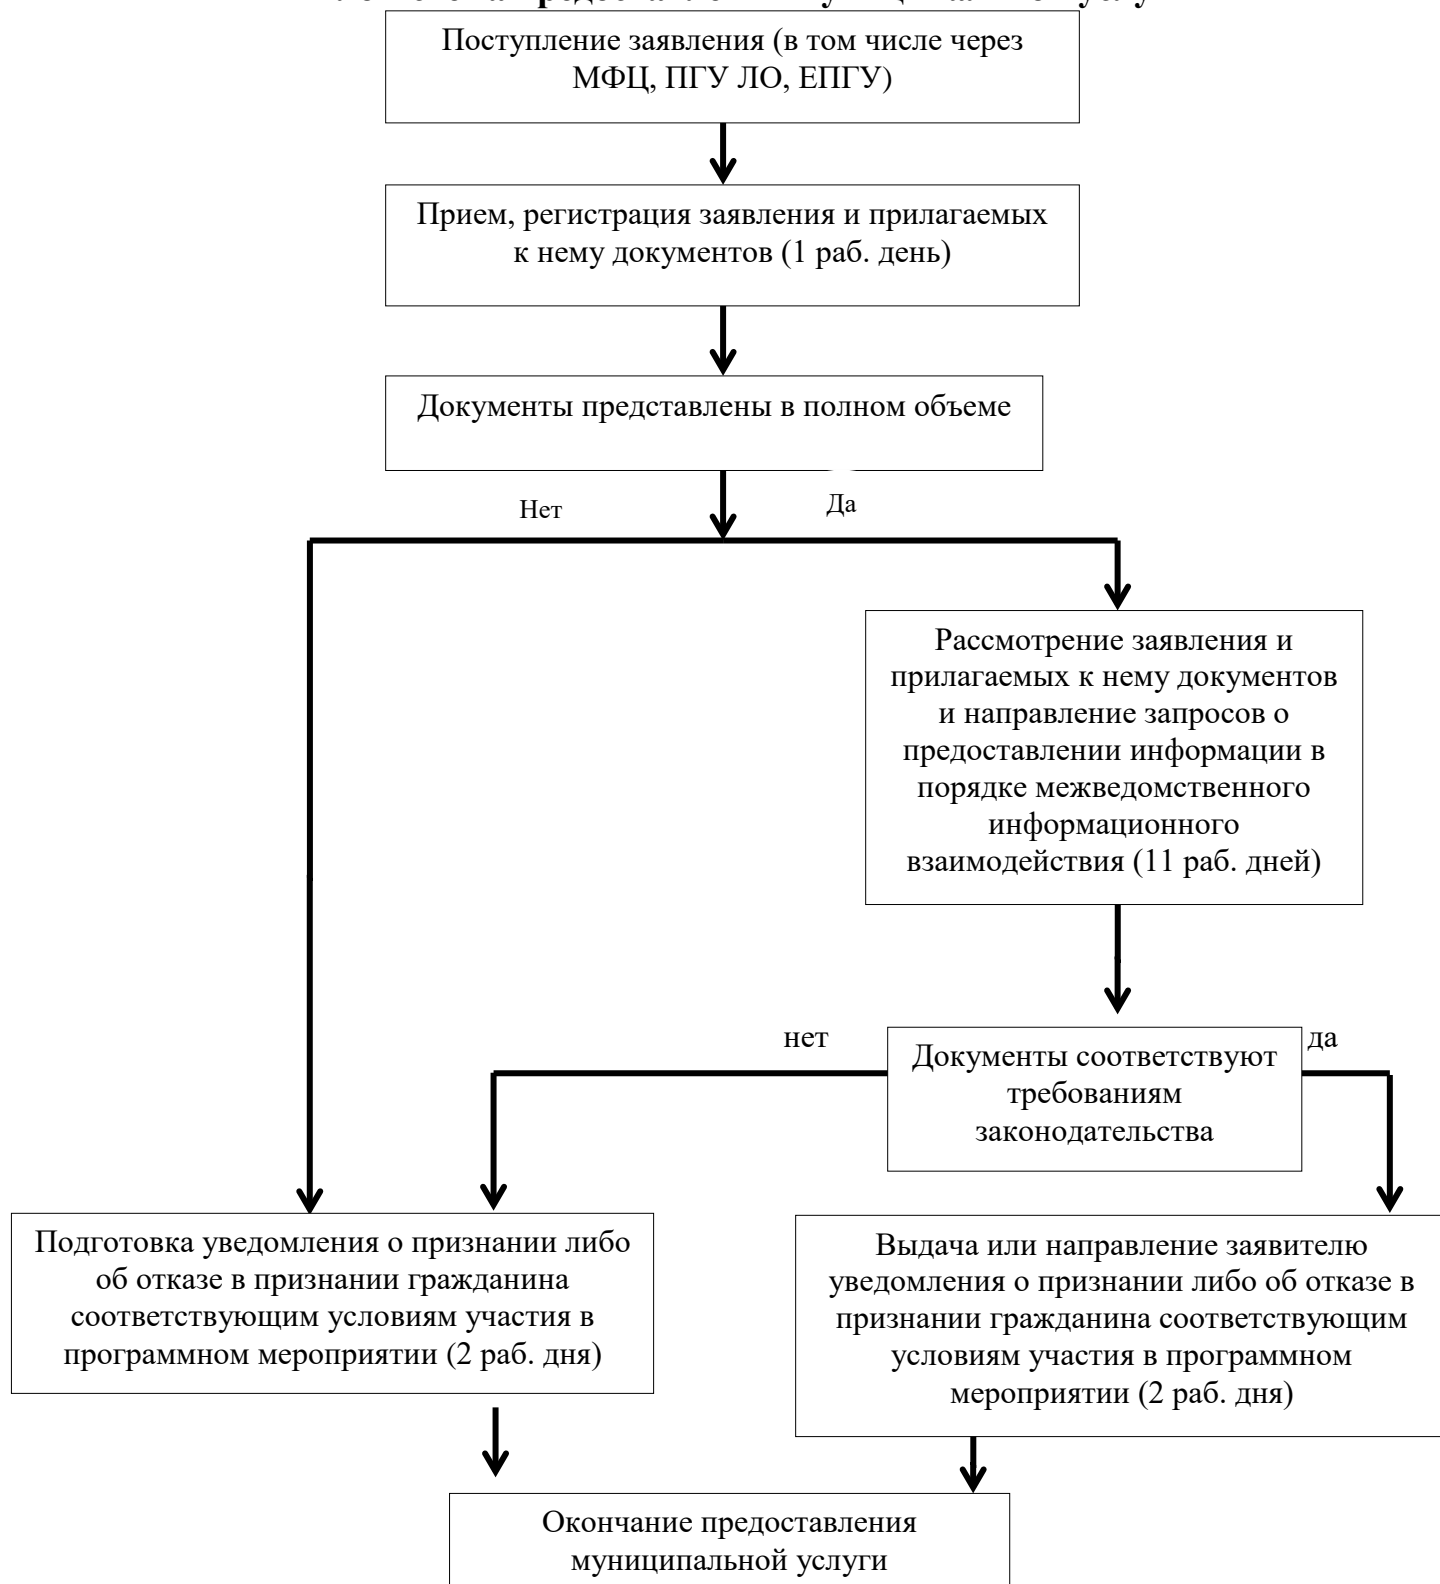 Поступление заявления (в том числе через
МФЦ, ПГУ ЛО, ЕПГУ)
Прием, регистрация заявления и прилагаемых
к нему документов (1 раб. день)
Документы представлены в полном объеме
Нет
Да
Рассмотрение заявления и
прилагаемых к нему документов
и направление запросов о
предоставлении информации в
порядке межведомственного
информационного
взаимодействия (11 раб. дней)
нет
да
Документы соответствуют
требованиям
законодательства
Подготовка уведомления о признании либо
об отказе в признании гражданина
соответствующим условиям участия в
программном мероприятии (2 раб. дня)
Выдача или направление заявителю
уведомления о признании либо об отказе в
признании гражданина соответствующим
условиям участия в программном
мероприятии (2 раб. дня)
Окончание предоставления
муниципальной услуги